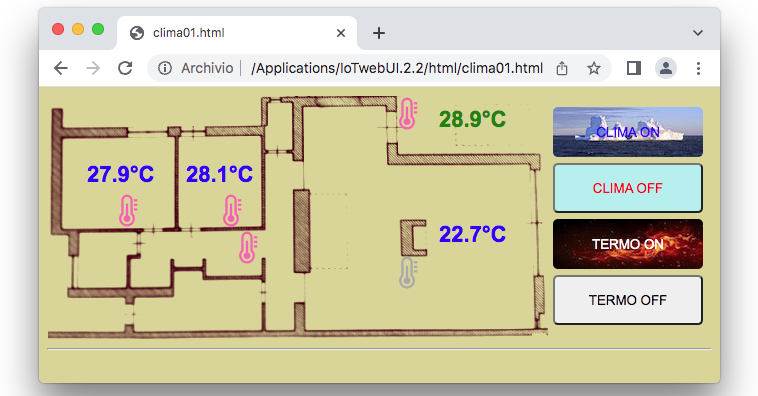 clima01.html
Archivio | /Applications/IoTwebUI.2.2/html/clima01.html
28.9°C
CLIMA ON
27.9°C 28.1°C
CLIMA OFF
22.7°C
TERMO ON
TERMO OFF